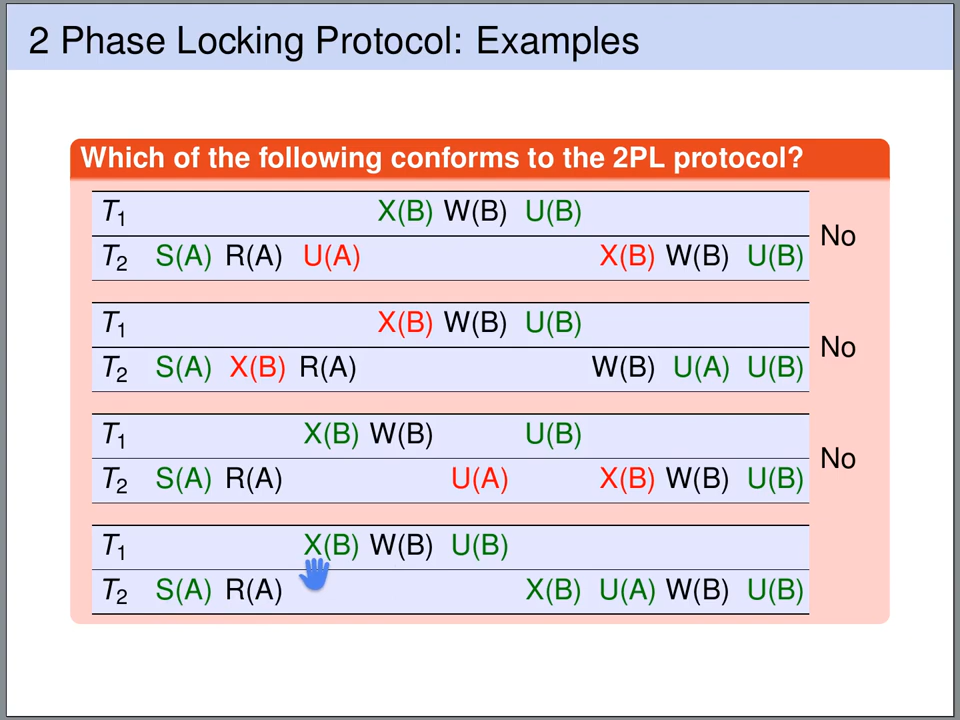 2 Phase Locking Protocol: Examples
Which of the following conforms to the 2PL protocol?
T1 X(B) W(B) U(B)
No
T2 S(A) R(A) U(A) X(B) W(B) U(B)
T1 X(B) W(B) U(B)
No
T2 S(A) X(B) R(A) W(B) U(A) U(B)
T1 X(B) W(B) U(B)
No
T2 S(A) R(A) U(A) X(B) W(B) U(B)
T1 X(B) W(B) U(B)
T2 S(A) R(A) X(B) U(A) W(B) U(B)